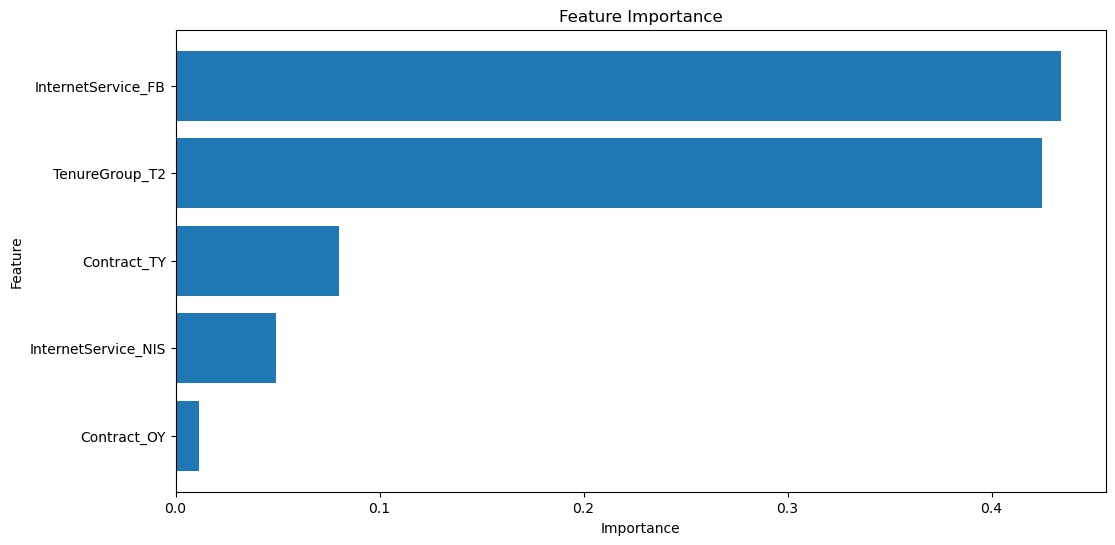 Feature Importance
InternetService_FB
TenureGroup_T2
Contract_TY
InternetService_NIS
Contract_OY
Feature
0.0 0.1 0.2 0.3 0.4
Importance